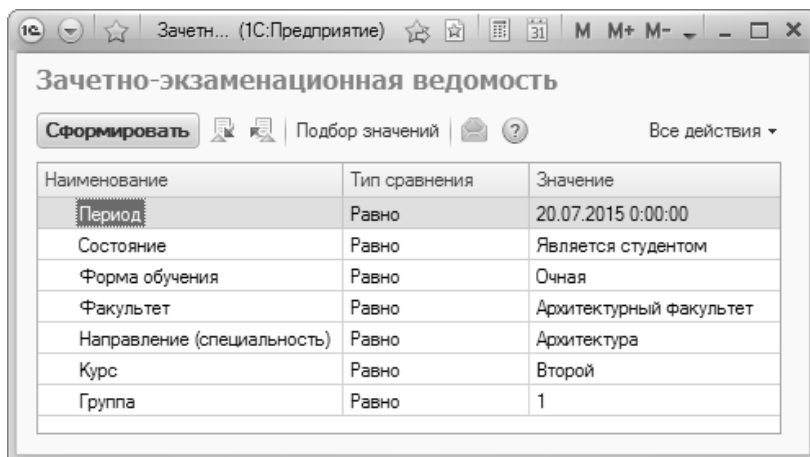 1С Зачетн... (1С:Предприятие) 31 M M+ M-
Зачетно-экзаменационная ведомость
Сформировать Подбор значений ? Все действия
Наименование Тип сравнения Значение
Период Равно 20.07.2015 0:00:00
Состояние Равно Является студентом
Форма обучения Равно Очная
Факультет Равно Архитектурный факультет
Направление (специальность) Равно Архитектура
Курс Равно Второй
Группа Равно 1